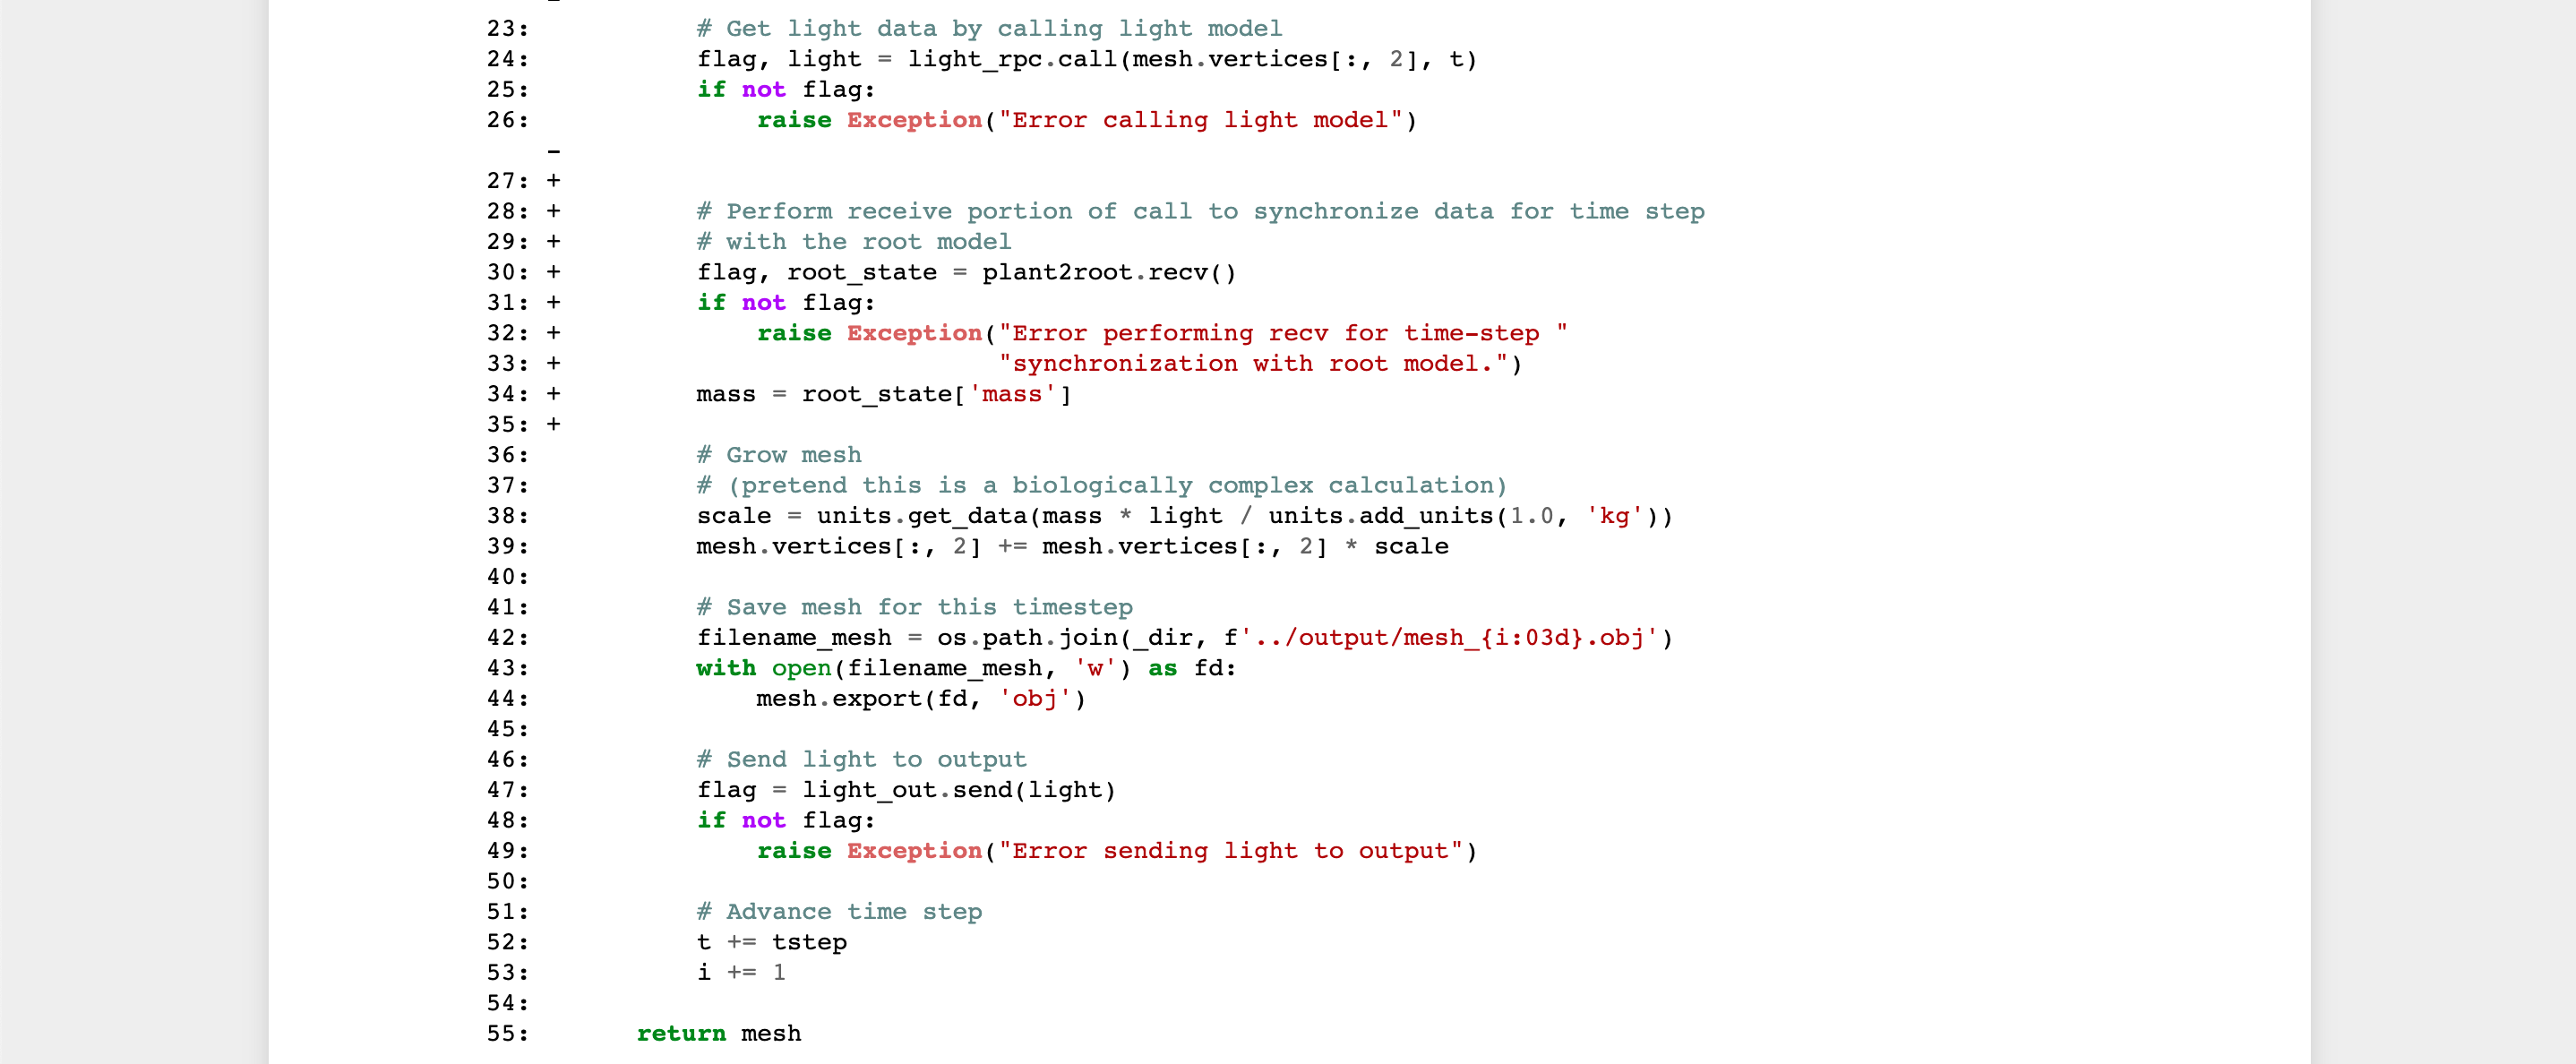 23:           # Get light data by calling light model
24:           flag, light = light_rpc.call(mesh.vertices[:, 2], t)
25:           if not flag:
26:               raise Exception("Error calling light model")
    -
27: +
28: +         # Perform receive portion of call to synchronize data for time step
29: +         # with the root model
30: +         flag, root_state = plant2root.recv()
31: +         if not flag:
32: +             raise Exception("Error performing recv for time-step "
33: +                             "synchronization with root model.")
34: +         mass = root_state['mass']
35: +
36:           # Grow mesh
37:           # (pretend this is a biologically complex calculation)
38:           scale = units.get_data(mass * light / units.add_units(1.0, 'kg'))
39:           mesh.vertices[:, 2] += mesh.vertices[:, 2] * scale
40:
41:           # Save mesh for this timestep
42:           filename_mesh = os.path.join(_dir, f'../output/mesh_{i:03d}.obj')
43:           with open(filename_mesh, 'w') as fd:
44:               mesh.export(fd, 'obj')
45:
46:           # Send light to output
47:           flag = light_out.send(light)
48:           if not flag:
49:               raise Exception("Error sending light to output")
50:
51:           # Advance time step
52:           t += tstep
53:           i += 1
54:
55:       return mesh